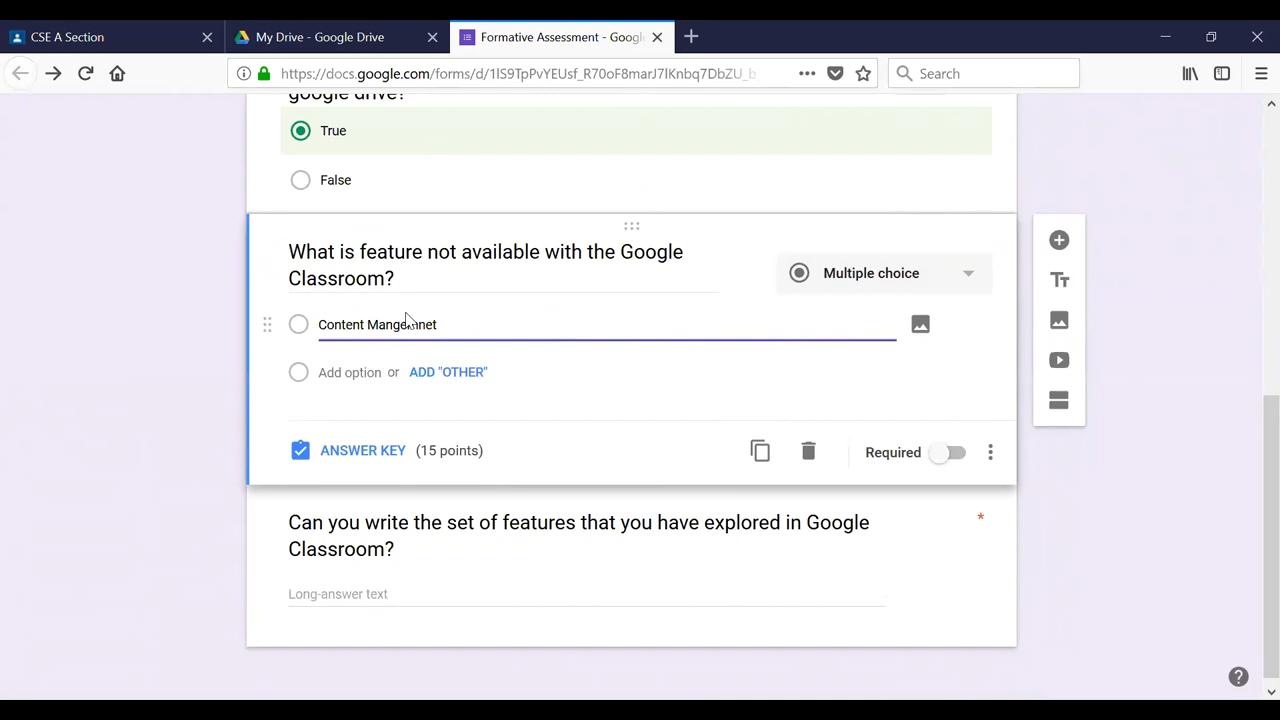 CSE A Section
My Drive - Google Drive
Formative Assessment - Googl
https://docs.google.com/forms/d/1IS9TpPvYEUsf_R70oF8marJ7lKnbq7DbZU_b
Search
google drive?
True
False
What is feature not available with the Google
Classroom?
Multiple choice
Add option or ADD "OTHER"
ANSWER KEY (15 points)
Required
Can you write the set of features that you have explored in Google
Classroom?
*
Long-answer text
Content